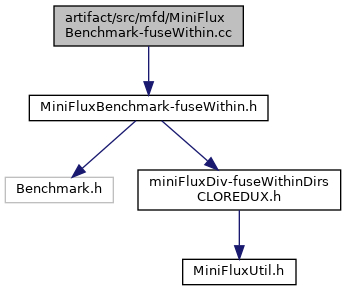 artifact/src/mfd/MiniFlux
Benchmark-fuseWithin.cc
MiniFluxBenchmark-fuseWithin.h
Benchmark.h
miniFluxDiv-fuseWithinDirs
CLOREDUX.h
MiniFluxUtil.h